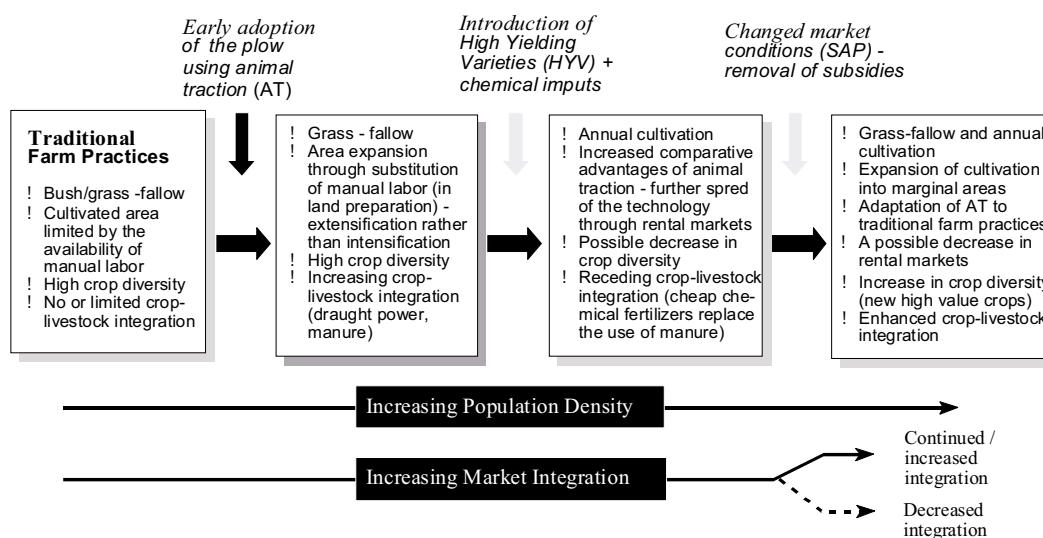 Early adoption
of the plow
using animal
traction (AT)
Introduction of
High Yielding
Varieties (HYV) +
chemical imputs
Changed market
conditions (SAP) -
removal of subsidies
Traditional
Farm Practices
! Bush/grass -fallow
! Cultivated area
limited by the
availability of
manual labor
! High crop diversity
! No or limited crop-
livestock integration
! Grass - fallow
! Area expansion
through substitution
of manual labor (in
land preparation) -
extensification rather
than intensification
! High crop diversity
! Increasing crop-
livestock integration
(draught power,
manure)
! Annual cultivation
! Increased comparative
advantages of animal
traction - further spred
of the technology
through rental markets
! Possible decrease in
crop diversity
! Receding crop-livestock
integration (cheap che-
mical fertilizers replace
the use of manure)
! Grass-fallow and annual
cultivation
! Expansion of cultivation
into marginal areas
! Adaptation of AT to
traditional farm practices
! A possible decrease in
rental markets
! Increase in crop diversity
(new high value crops)
! Enhanced crop-livestock
integration
Increasing Population Density
Increasing Market Integration
Continued /
increased
integration
Decreased
integration